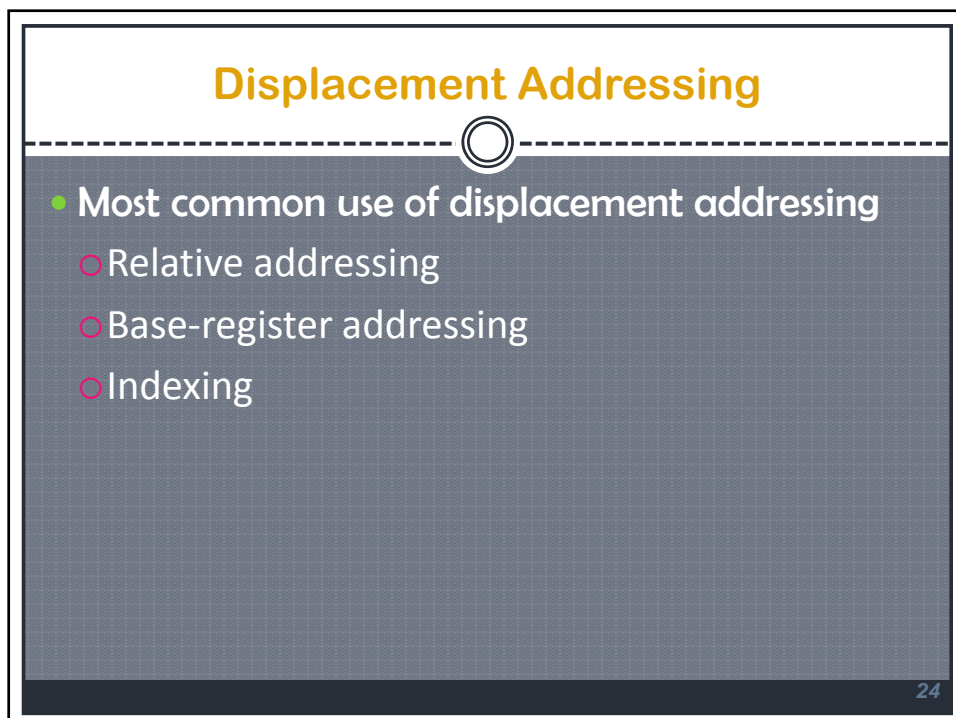 Displacement Addressing
• Most common use of displacement addressing
○Relative addressing
○Base-register addressing
○Indexing
24